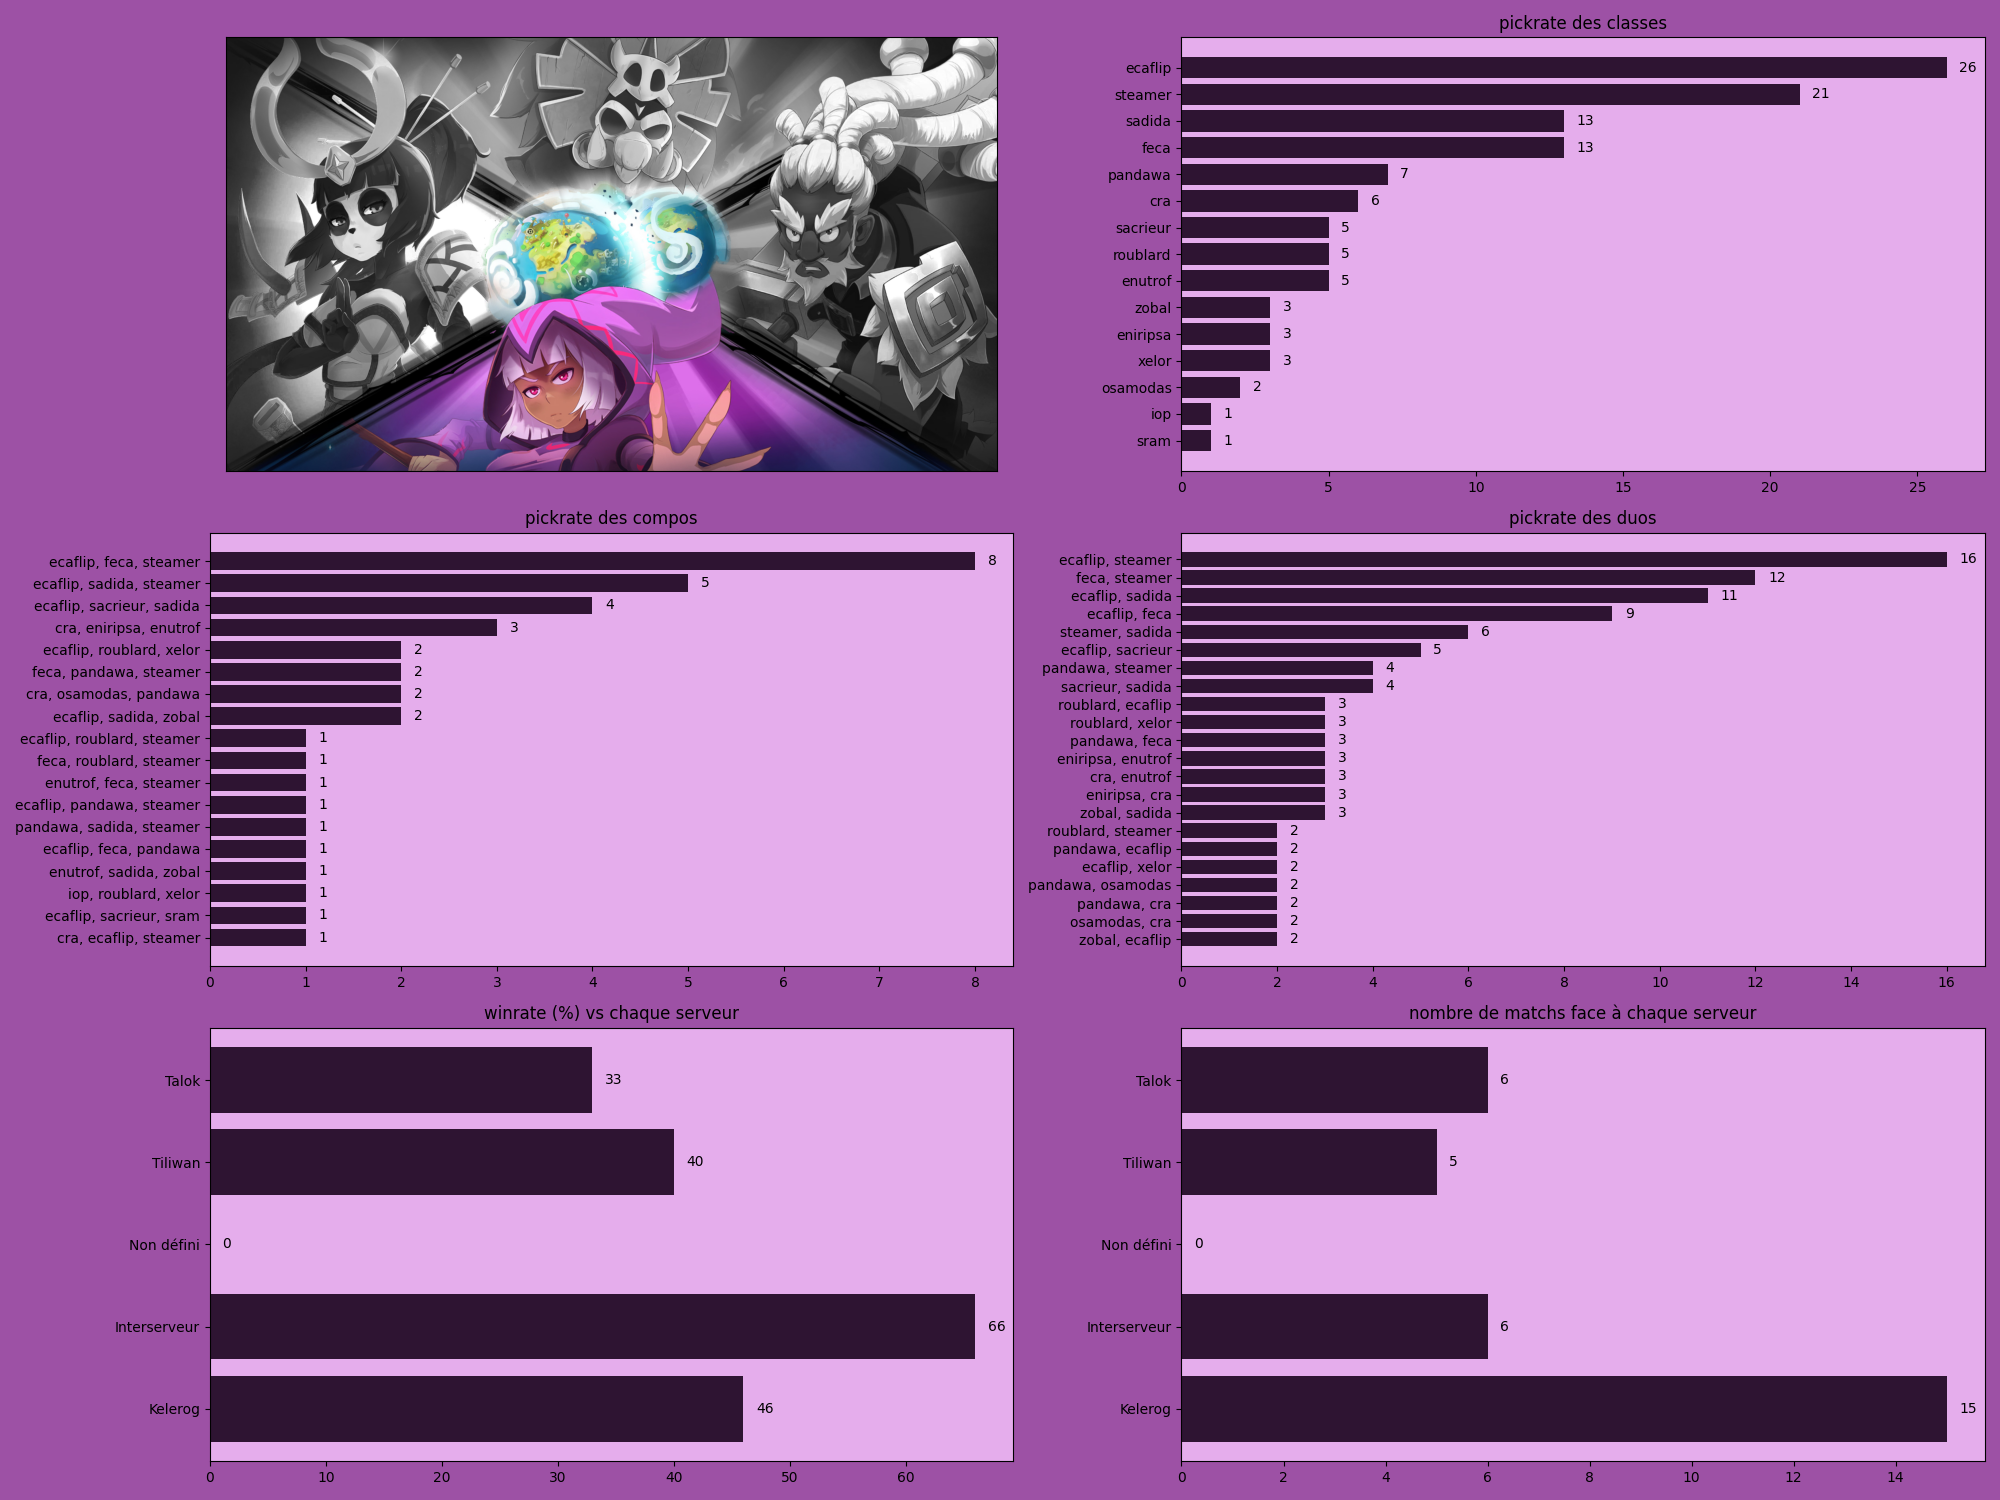 pickrate des classes
ecaflip 26
steamer 21
sadida 13
feca 13
pandawa 7
cra 6
sacrieur 5
roublard 5
enutrof 5
zobal 3
eniripsa 3
xelor 3
osamodas 2
iop 1
sram 1
0 5 10 15 20 25
pickrate des compos
ecaflip, feca, steamer 8
ecaflip, sadida, steamer 5
ecaflip, sacrieur, sadida 4
cra, eniripsa, enutrof 3
ecaflip, roublard, xelor 2
feca, pandawa, steamer 2
cra, osamodas, pandawa 2
ecaflip, sadida, zobal 2
ecaflip, roublard, steamer 1
feca, roublard, steamer 1
enutrof, feca, steamer 1
ecaflip, pandawa, steamer 1
pandawa, sadida, steamer 1
ecaflip, feca, pandawa 1
enutrof, sadida, zobal 1
iop, roublard, xelor 1
ecaflip, sacrieur, sram 1
cra, ecaflip, steamer 1
0 1 2 3 4 5 6 7 8
pickrate des duos
ecaflip, steamer 16
feca, steamer 12
ecaflip, sadida 11
ecaflip, feca 9
steamer, sadida 6
ecaflip, sacrieur 5
pandawa, steamer 4
sacrieur, sadida 4
roublard, ecaflip 3
roublard, xelor 3
pandawa, feca 3
eniripsa, enutrof 3
cra, enutrof 3
eniripsa, cra 3
zobal, sadida 3
roublard, steamer 2
pandawa, ecaflip 2
ecaflip, xelor 2
pandawa, osamodas 2
pandawa, cra 2
osamodas, cra 2
zobal, ecaflip 2
0 2 4 6 8 10 12 14 16
winrate (%) vs chaque serveur
Talok 33
Tiliwan 40
Non défini 0
Interserveur 66
Kelerog 46
0 10 20 30 40 50 60
nombre de matchs face à chaque serveur
Talok 6
Tiliwan 5
Non défini 0
Interserveur 6
Kelerog 15
0 2 4 6 8 10 12 14